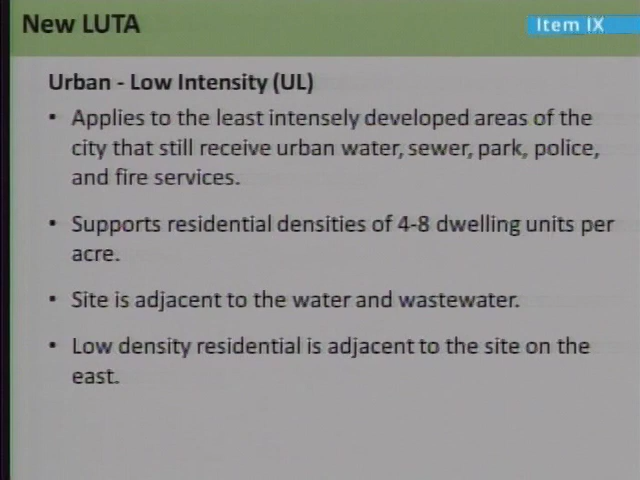 New LUTA
Item IX
Urban - Low Intensity (UL)
• Applies to the least intensely developed areas of the
city that still receive urban water, sewer, park, police,
and fire services.
• Supports residential densities of 4-8 dwelling units per
acre.
• Site is adjacent to the water and wastewater.
• Low density residential is adjacent to the site on the
east.